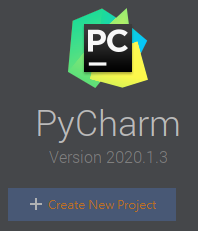 PC
PyCharm
Version 2020.1.3
+ Create New Project